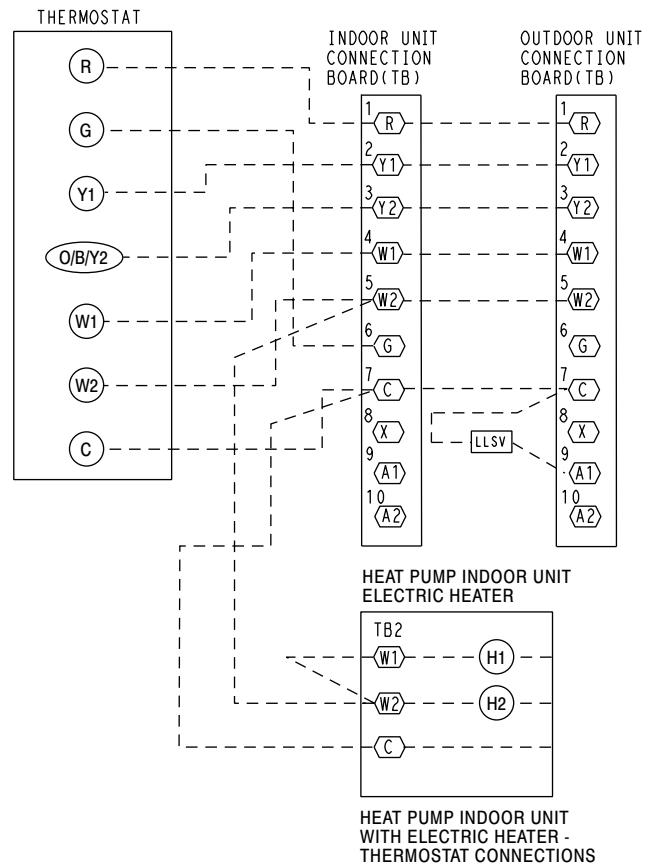 THERMOSTAT
R
G
Y1
O/B/Y2
W1
W2
C
INDOOR UNIT
CONNECTION
BOARD(TB)
1
R
2
Y1
3
Y2
4
W1
5
W2
6
G
7
C
8
X
9
A1
10
A2
OUTDOOR UNIT
CONNECTION
BOARD(TB)
1
R
2
Y1
3
Y2
4
W1
5
W2
6
G
7
C
8
X
9
A1
10
A2
LLSV
HEAT PUMP INDOOR UNIT
ELECTRIC HEATER
TB2
W1 H1
W2 H2
C
HEAT PUMP INDOOR UNIT
WITH ELECTRIC HEATER -
THERMOSTAT CONNECTIONS